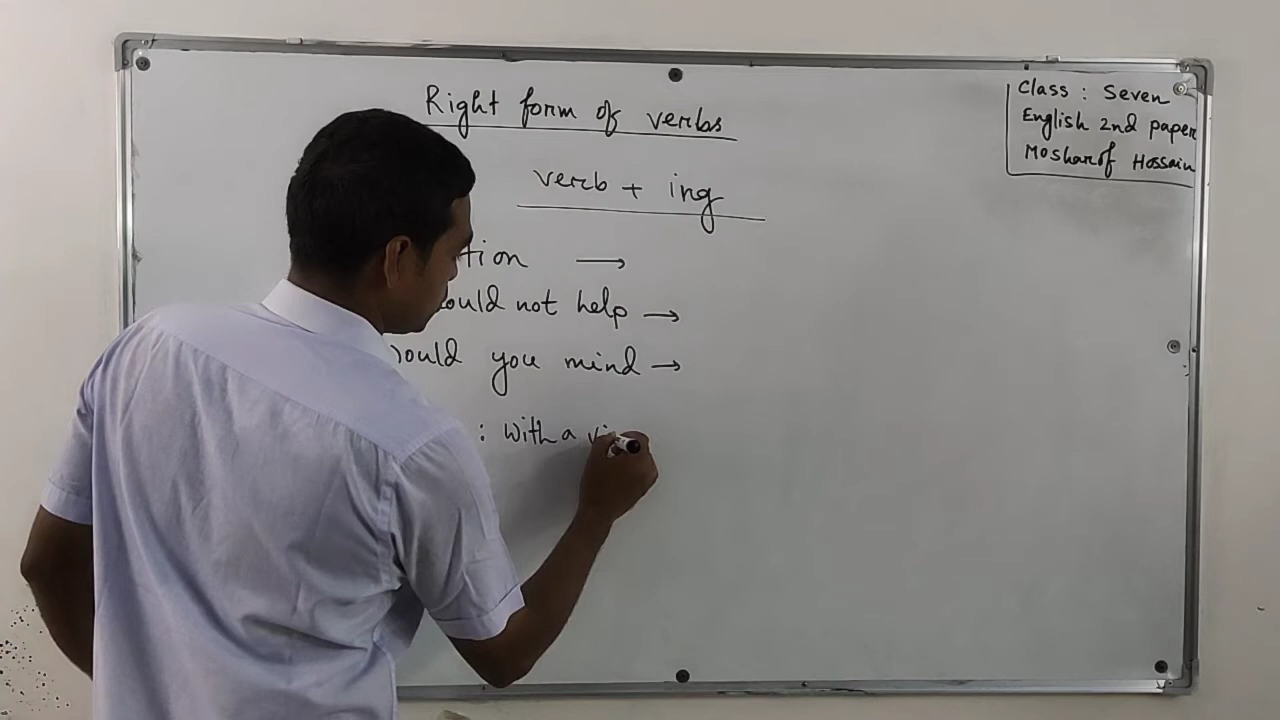 Right form of verbs
verb + ing
tion →
ould not help →
ould you mind →
: With a vi
Class : Seven
English 2nd paper
Mosharof Hossain